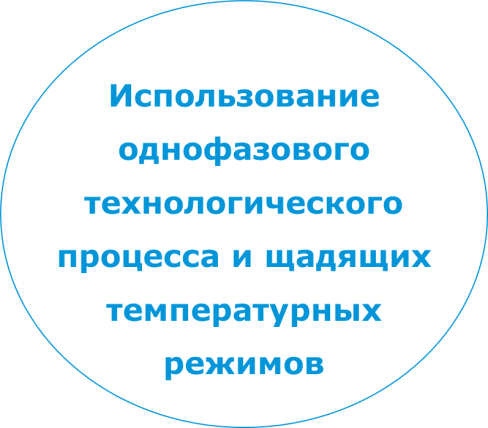 Использование
однофазового
технологического
процесса и щадящих
температурных
режимов